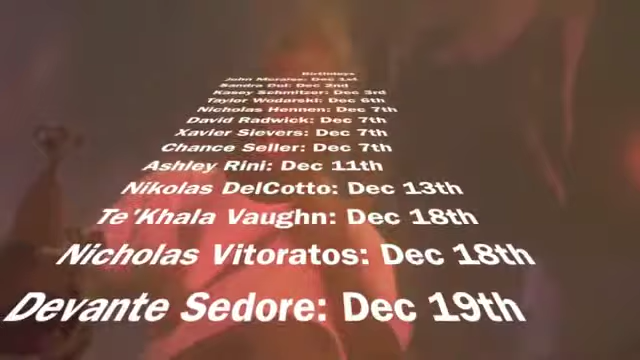 Birthdays
John Morales: Dec 1st
Sandra Dul: Dec 2nd
Kasey Schmitzer: Dec 3rd
Taylor Wodarski: Dec 6th
Nicholas Hennen: Dec 7th
David Radwick: Dec 7th
Xavier Sievers: Dec 7th
Chance Seller: Dec 7th
Ashley Rini: Dec 11th
Nikolas DelCotto: Dec 13th
Te'Khala Vaughn: Dec 18th
Nicholas Vitoratos: Dec 18th
Devante Sedore: Dec 19th